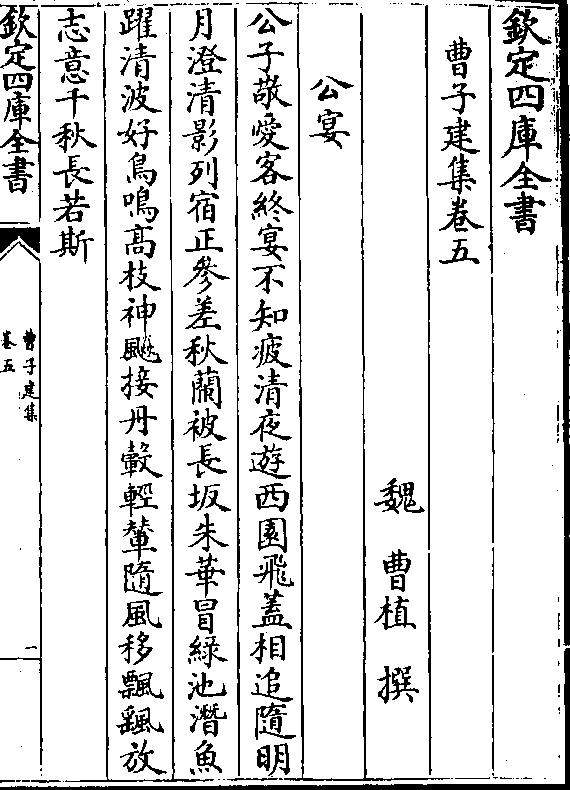 欽定四庫全書
曹子建集卷五
魏 曹植 撰
公宴
公子敬愛客終宴不知疲清夜遊西園飛蓋相追隨明
月澄清影列宿正參差秋蘭被長坂朱華冒綠池潛魚
躍清波好鳥鳴高枝神飈接丹轂輕輦隨風移飄颻放
志意千秋長若斯
欽定四庫全書
曹子建集
卷五
一